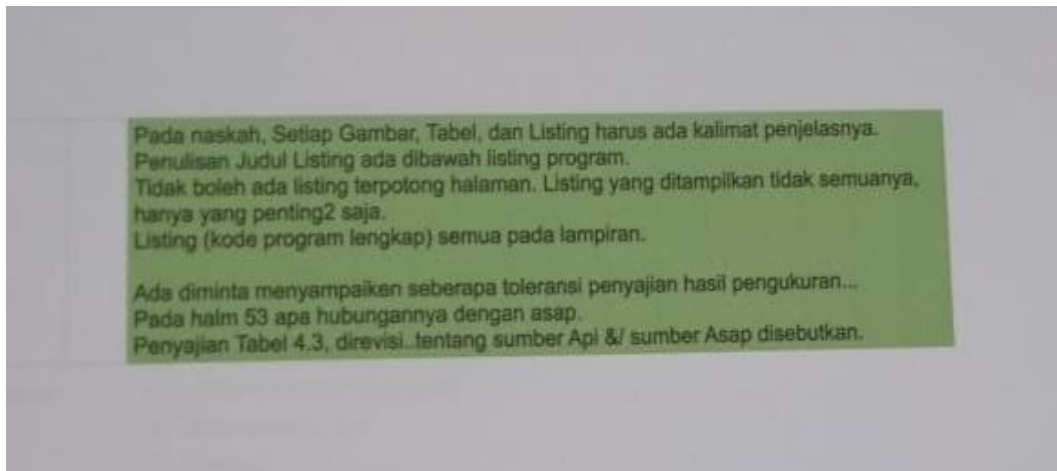 Pada naskah, Setiap Gambar, Tabel, dan Listing harus ada kalimat penjelasnya.
Penulisan Judul Listing ada dibawah listing program.
Tidak boleh ada listing terpotong halaman. Listing yang ditampilkan tidak semuanya,
hanya yang penting2 saja.
Listing (kode program lengkap) semua pada lampiran.
Ada diminta menyampaiken seberapa toleransi penyajian hasil pengukuran...
Pada halm 53 apa hubungannya dengan asap.
Penyajian Tabel 4.3, direvisi..tentang sumber Api &/ sumber Asap disebutkan.